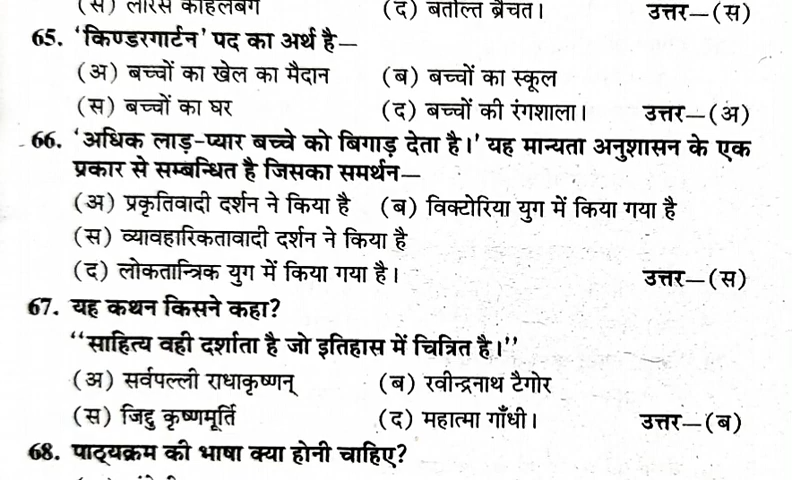 (स) लॉरेंस कोहलबर्ग (द) बर्तोल्त ब्रेचत। उत्तर—(स)
65. 'किण्डरगार्टन' पद का अर्थ है—
(अ) बच्चों का खेल का मैदान (ब) बच्चों का स्कूल
(स) बच्चों का घर (द) बच्चों की रंगशाला। उत्तर—(अ)
66. 'अधिक लाड़-प्यार बच्चे को बिगाड़ देता है।' यह मान्यता अनुशासन के एक
प्रकार से सम्बन्धित है जिसका समर्थन—
(अ) प्रकृतिवादी दर्शन ने किया है (ब) विक्टोरिया युग में किया गया है
(स) व्यावहारिकतावादी दर्शन ने किया है
(द) लोकतान्त्रिक युग में किया गया है। उत्तर—(स)
67. यह कथन किसने कहा?
"साहित्य वही दर्शाता है जो इतिहास में चित्रित है।"
(अ) सर्वपल्ली राधाकृष्णन् (ब) रवीन्द्रनाथ टैगोर
(स) जिद्दु कृष्णमूर्ति (द) महात्मा गाँधी। उत्तर—(ब)
68. पाठ्यक्रम की भाषा क्या होनी चाहिए?